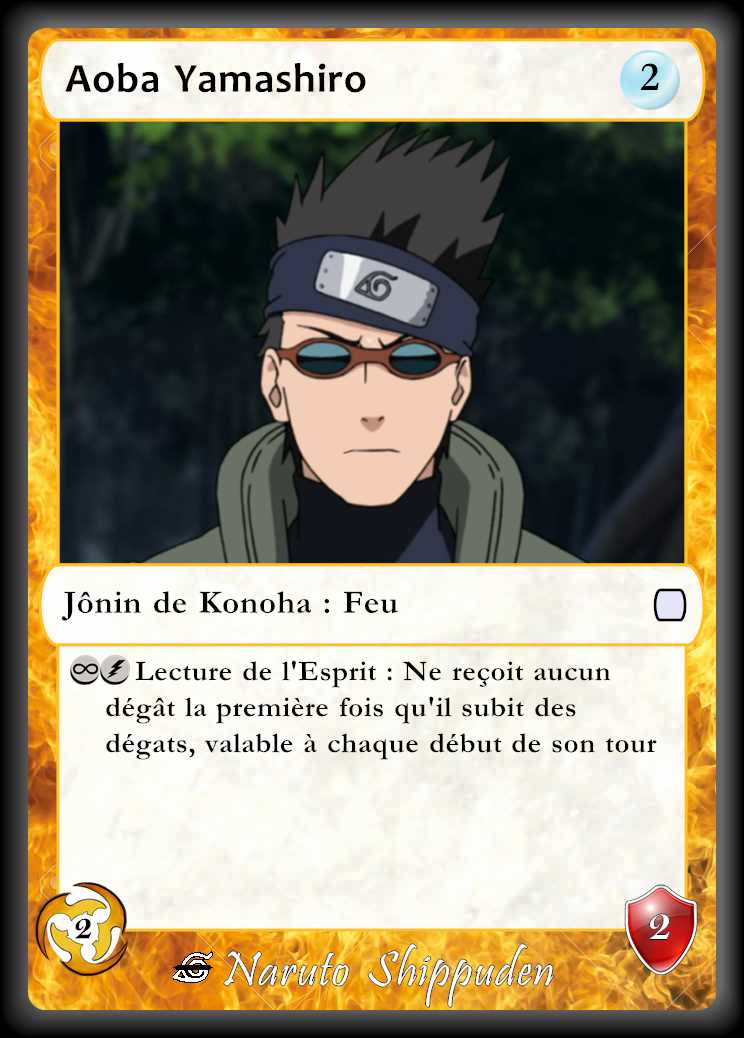 Aoba Yamashiro
2
Jônin de Konoha : Feu
Lecture de l'Esprit : Ne reçoit aucun
dégât la première fois qu'il subit des
dégats, valable à chaque début de son tour
2
2
Naruto Shippuden